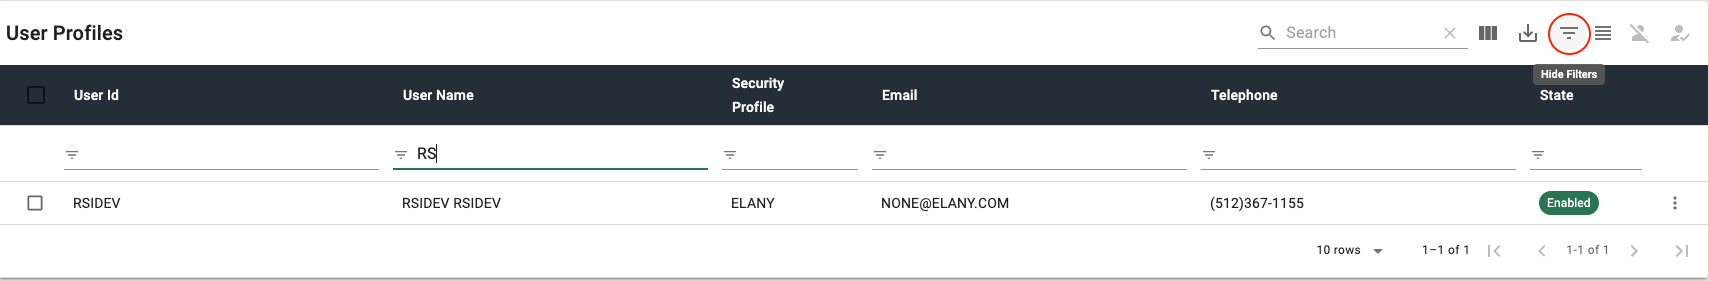 User Profiles
Search
Hide Filters
User Id
User Name
Security Profile
Email
Telephone
State
RS
RSIDEV
RSIDEV RSIDEV
ELANY
NONE@ELANY.COM
(512)367-1155
Enabled
10 rows
1–1 of 1
1-1 of 1